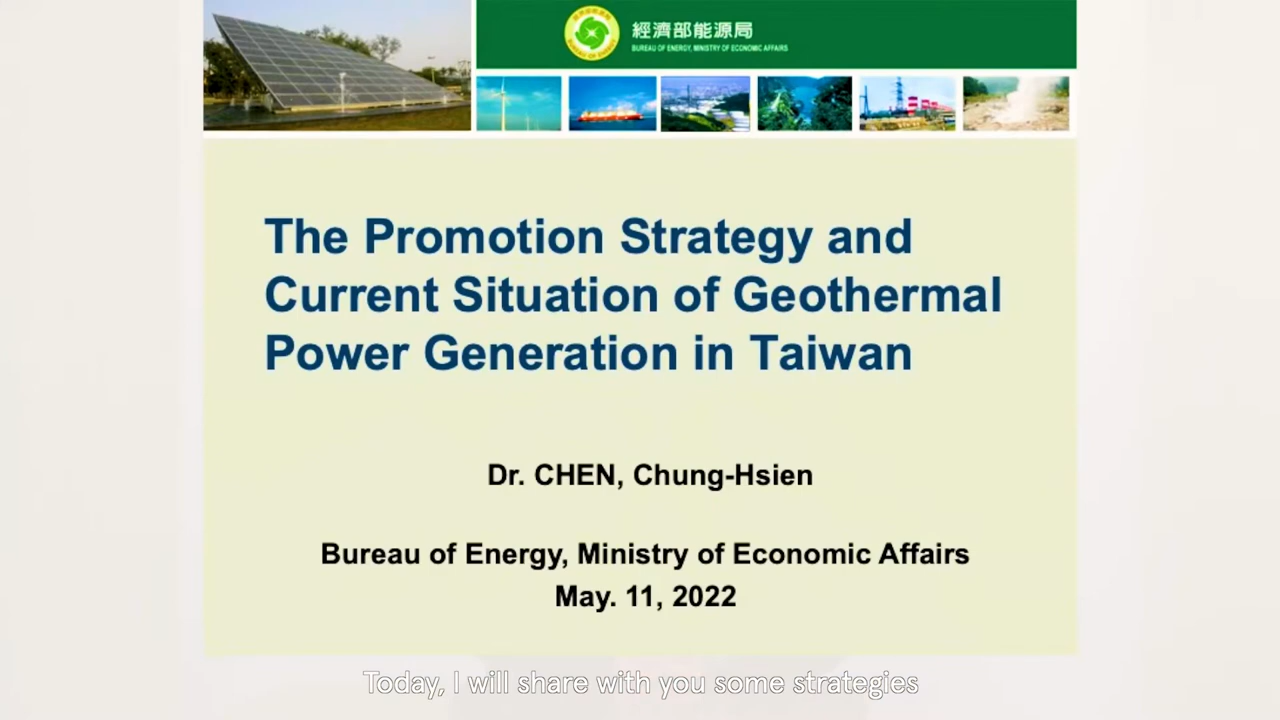 經濟部能源局
BUREAU OF ENERGY, MINISTRY OF ECONOMIC AFFAIRS
The Promotion Strategy and
Current Situation of Geothermal
Power Generation in Taiwan
Dr. CHEN, Chung-Hsien
Bureau of Energy, Ministry of Economic Affairs
May. 11, 2022
Today, I will share with you some strategies